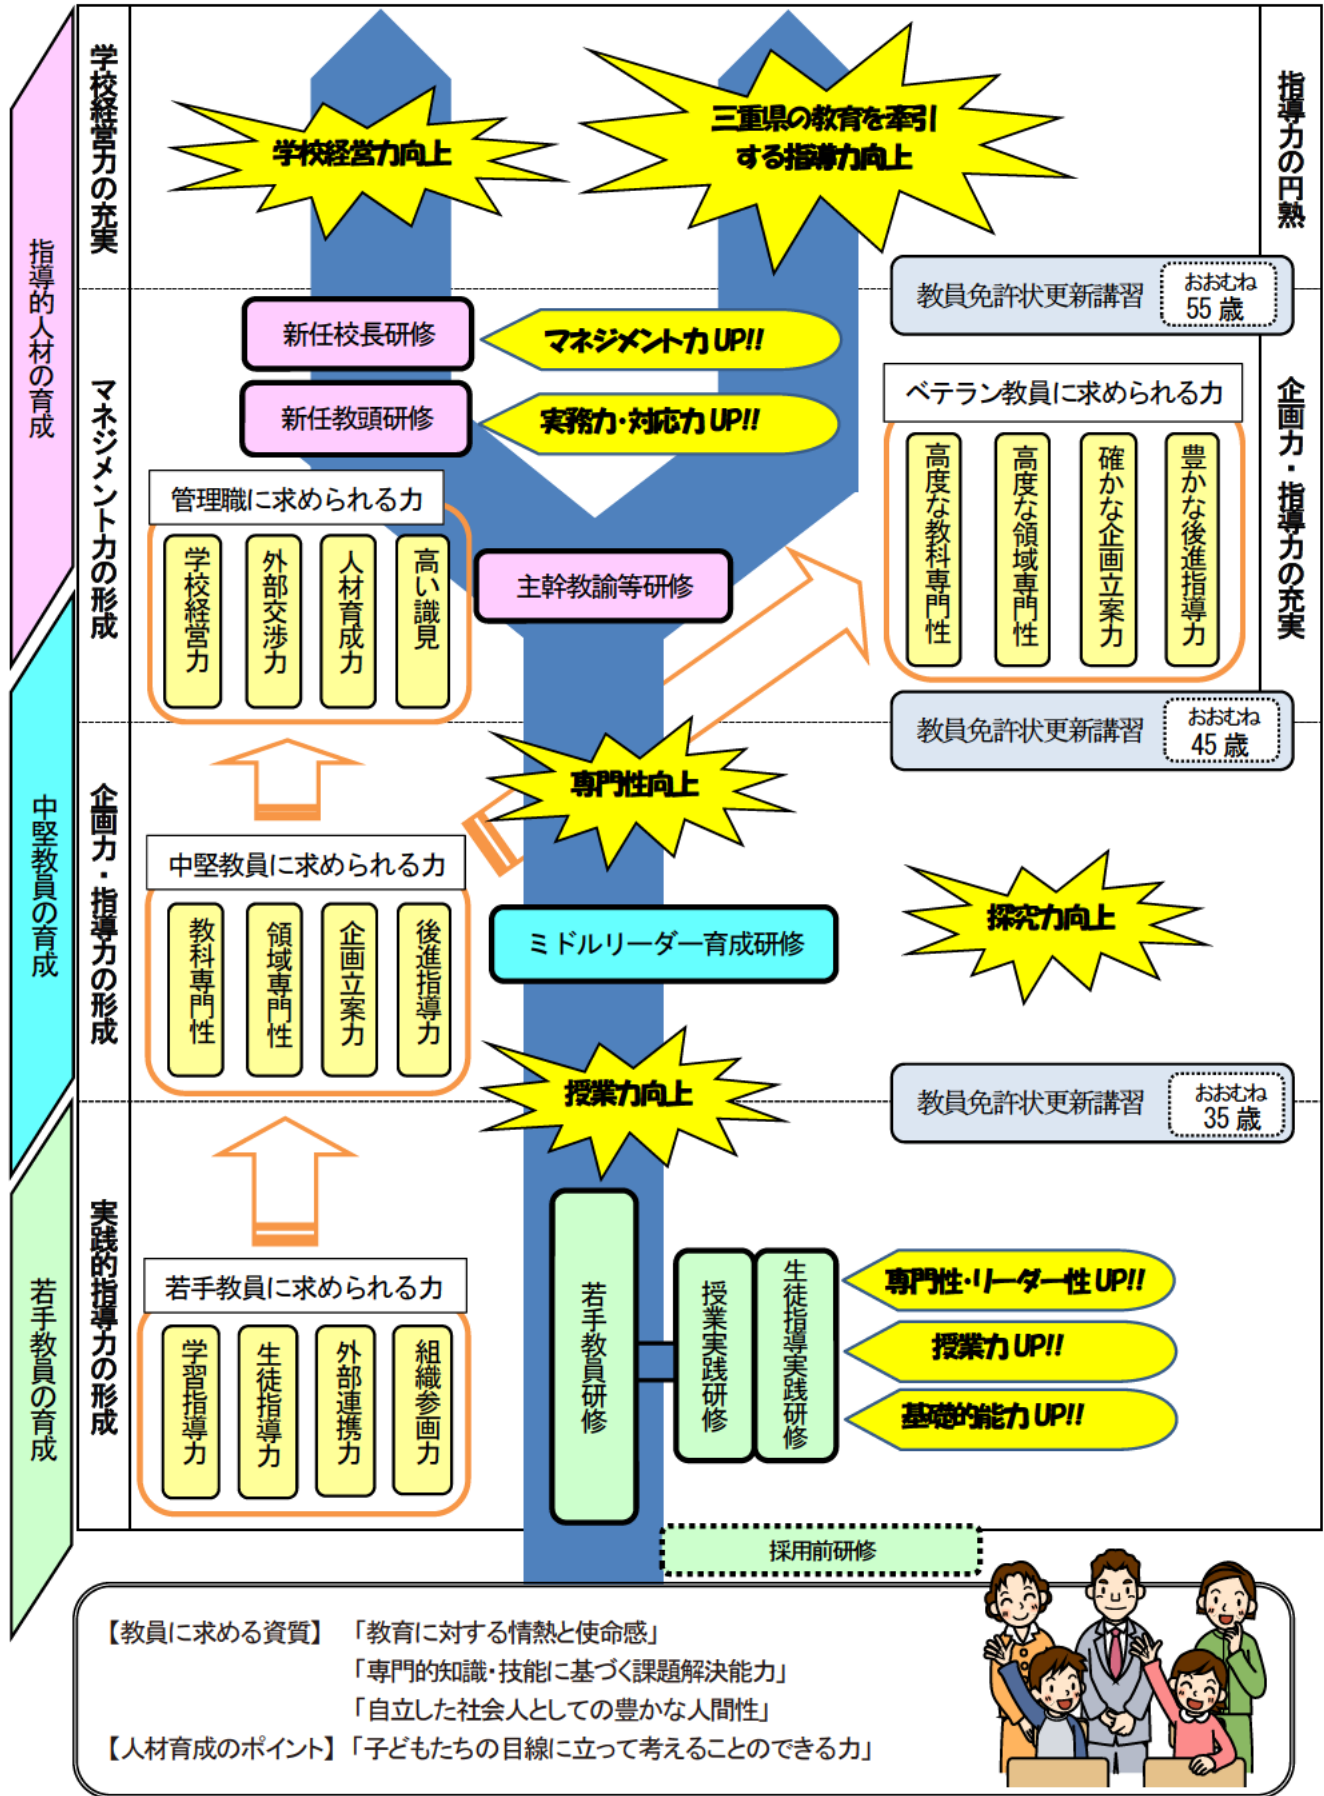 指導的人材の育成
中堅教員の育成
若手教員の育成
学校経営力の充実
マネジメント力の形成
企画力・指導力の形成
実践的指導力の形成
指導力の円熟
企画力・指導力の充実
学校経営力向上
三重県の教育を牽引
する指導力向上
教員免許状更新講習
おおむね
55 歳
新任校長研修
マネジメント力 UP!!
新任教頭研修
実務力・対応力 UP!!
ベテラン教員に求められる力
高度な教科専門性
高度な領域専門性
確かな企画立案力
豊かな後進指導力
管理職に求められる力
学校経営力
外部交渉力
人材育成力
高い識見
主幹教諭等研修
教員免許状更新講習
おおむね
45 歳
専門性向上
中堅教員に求められる力
教科専門性
領域専門性
企画立案力
後進指導力
ミドルリーダー育成研修
探究力向上
授業力向上
教員免許状更新講習
おおむね
35 歳
若手教員に求められる力
学習指導力
生徒指導力
外部連携力
組織参画力
若手教員研修
授業実践研修
生徒指導実践研修
専門性・リーダー性 UP!!
授業力 UP!!
基礎的能力 UP!!
採用前研修
【教員に求める資質】 「教育に対する情熱と使命感」
「専門的知識・技能に基づく課題解決能力」
「自立した社会人としての豊かな人間性」
【人材育成のポイント】 「子どもたちの目線に立って考えることのできる力」